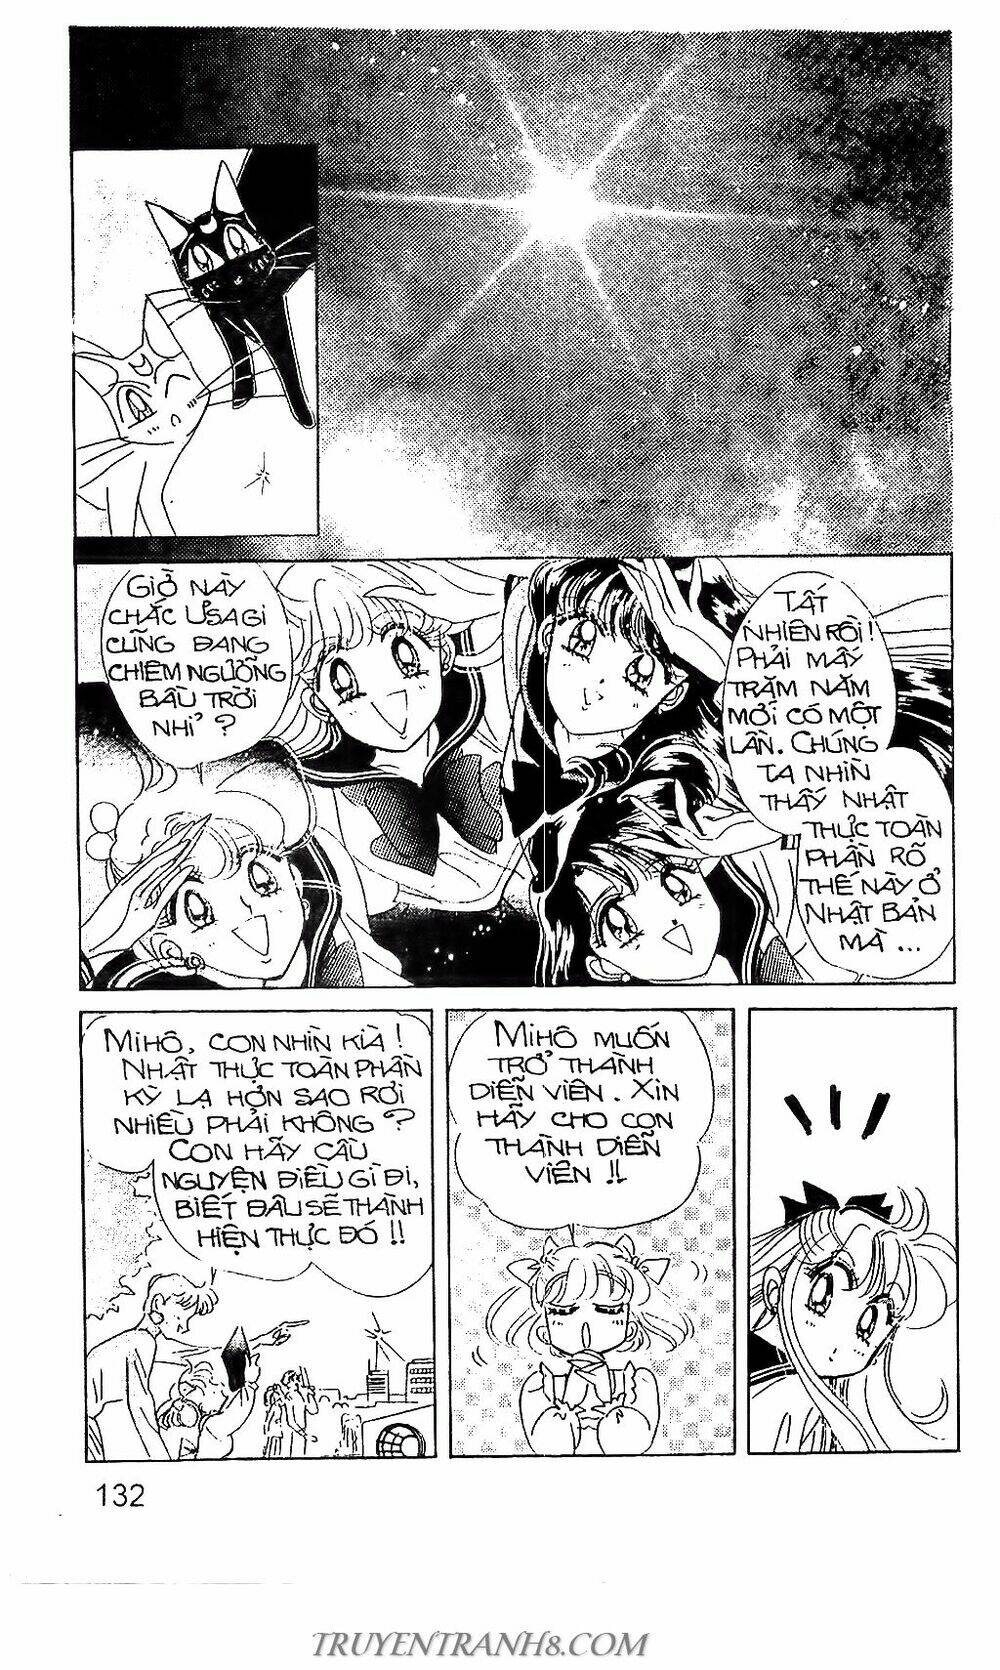 GIỜ NÀY
CHẮC USAGI
CŨNG ĐANG
CHIÊM NGƯỠNG
BẦU TRỜI
NHỈ ?
TẤT
NHIÊN RỒI !
PHẢI MẤY
TRĂM NĂM
MỚI CÓ MỘT
LẦN. CHÚNG
TA NHÌN
THẤY NHẬT
THỰC TOÀN
PHẦN RÕ
THẾ NÀY Ở
NHẬT BẢN
MÀ ...
MIHÔ, CON NHÌN KÌA !
NHẬT THỰC TOÀN PHẦN
KỲ LẠ HƠN SAO RƠI
NHIỀU PHẢI KHÔNG ?
CON HÃY CẦU
NGUYỆN ĐIỀU GÌ ĐI,
BIẾT ĐÂU SẼ THÀNH
HIỆN THỰC ĐÓ !!
MIHÔ MUỐN
TRỞ THÀNH
DIỄN VIÊN. XIN
HÃY CHO CON
THÀNH DIỄN
VIÊN !!
132
TRUYENTRANH8.COM